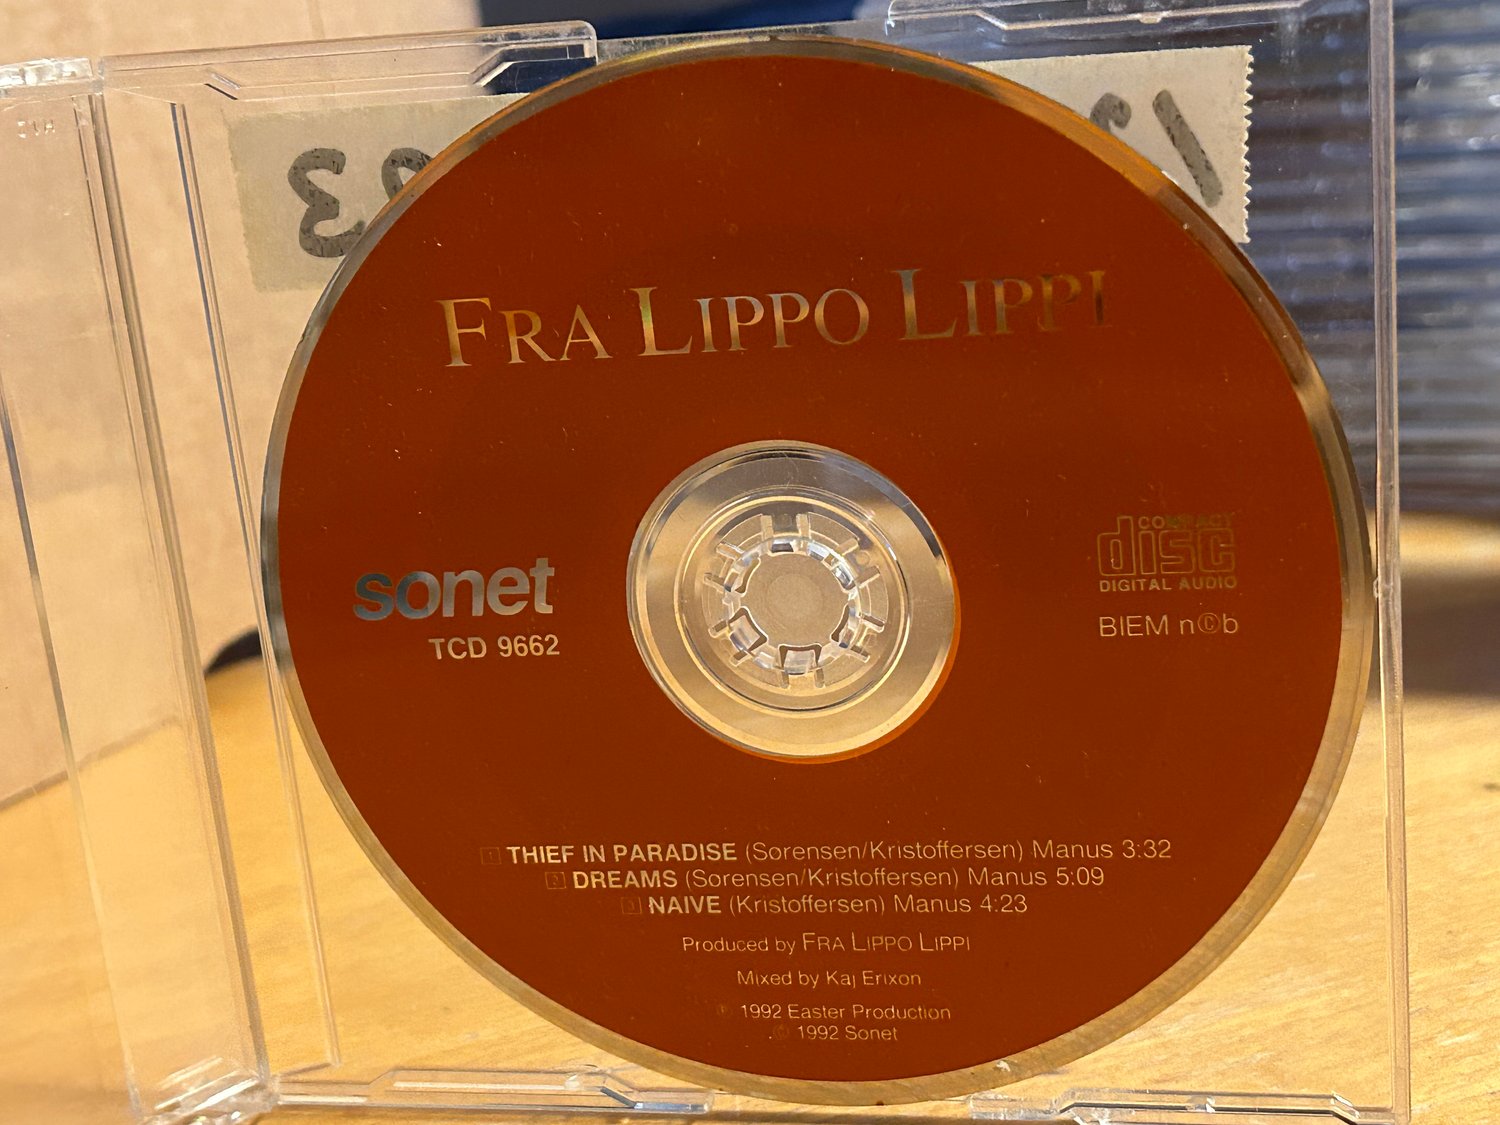 FRA LIPPO LIPPI
sonet
TCD 9662
COMPACT
disc
DIGITAL AUDIO
BIEM n©b
1 THIEF IN PARADISE (Sørensen/Kristoffersen) Manus 3:32
2 DREAMS (Sørensen/Kristoffersen) Manus 5:09
3 NAIVE (Kristoffersen) Manus 4:23
Produced by FRA LIPPO LIPPI
Mixed by Kaj Erixon
℗ 1992 Easter Production
© 1992 Sonet